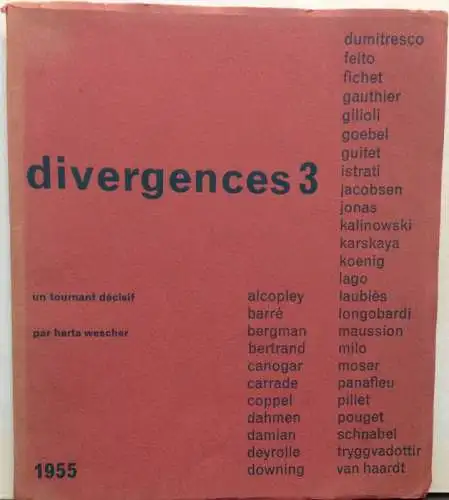 divergences 3
un tournant décisif
par herta wescher
1955
alcopley
barré
bergman
bertrand
canogar
carrade
coppel
dahmen
damian
deyrolle
downing
dumitresco
feito
fichet
gauthier
gilioli
goebel
guitet
istrati
jacobsen
jonas
kalinowski
karskaya
koenig
lago
laubiès
longobardi
maussion
milo
moser
panafieu
pillet
pouget
schnabel
tryggvadottir
van haardt